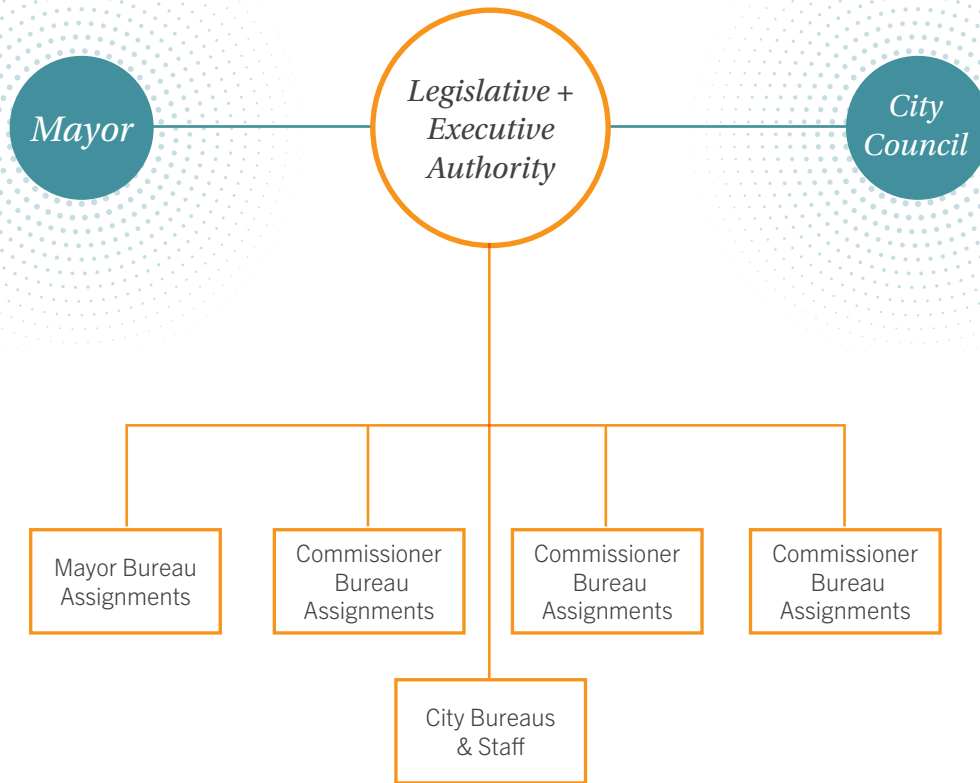 Mayor
Legislative +
Executive
Authority
City
Council
Mayor Bureau
Assignments
Commissioner
Bureau
Assignments
Commissioner
Bureau
Assignments
Commissioner
Bureau
Assignments
City Bureaus
& Staff